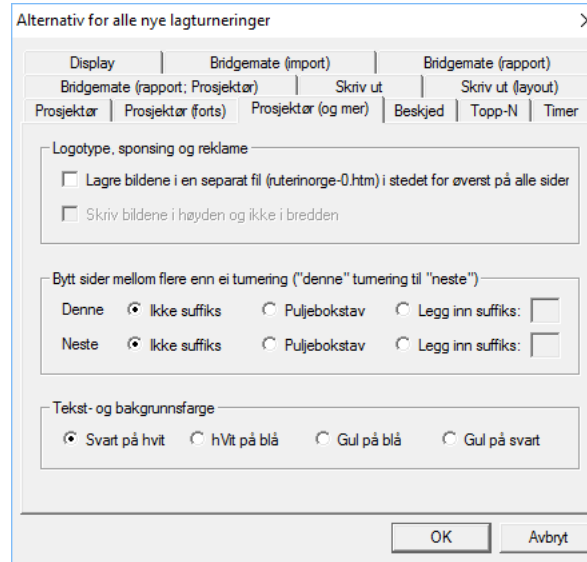 Alternativ for alle nye lagturneringer
Display Bridgemate (import) Bridgemate (rapport)
Bridgemate (rapport; Prosjektør) Skriv ut Skriv ut (layout)
Prosjektør Prosjektør (forts) Prosjektør (og mer) Beskjed Topp-N Timer
Logotype, sponsing og reklame
Lagre bildene i en separat fil (ruterinorge-0.htm) i stedet for øverst på alle sider
Skriv bildene i høyden og ikke i bredden
Bytt sider mellom flere enn ei turnering ("denne" turnering til "neste")
Denne Ikke suffiks Puljebokstav Legg inn suffiks:
Neste Ikke suffiks Puljebokstav Legg inn suffiks:
Tekst- og bakgrunnsfarge
Svart på hvit hVit på blå Gul på blå Gul på svart
OK Avbryt